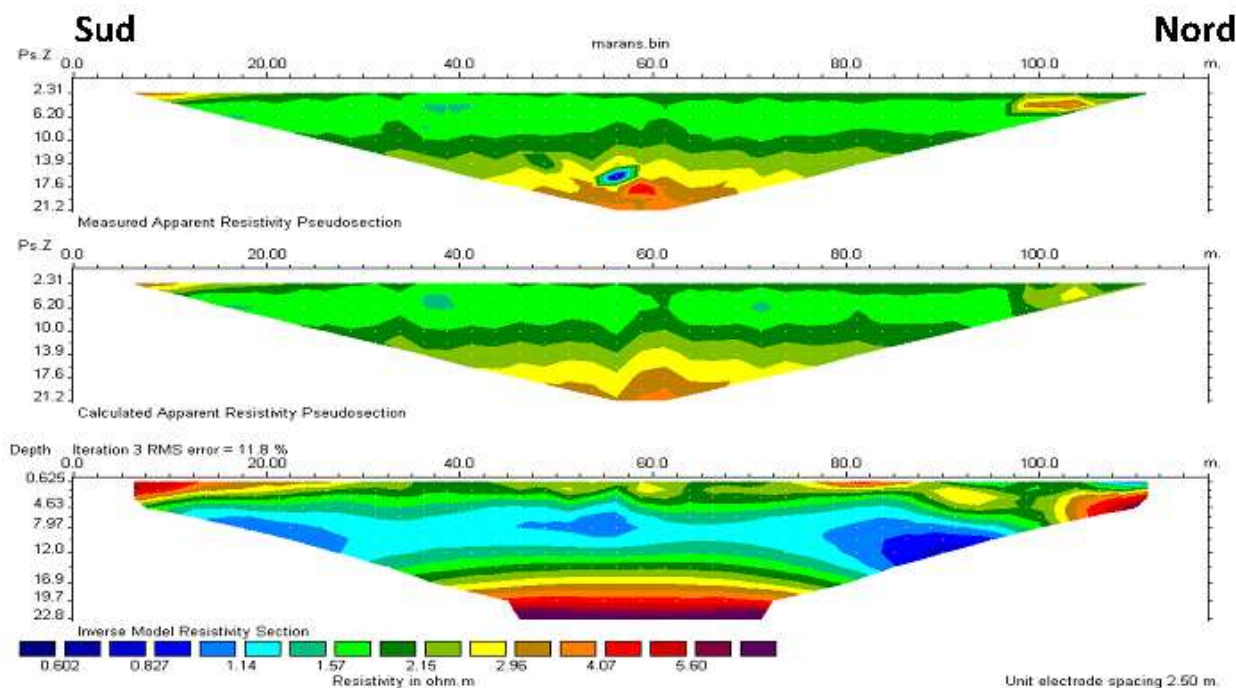 Sud Nord
marans.bin
Ps.Z 0.0 20.00 40.0 60.0 80.0 100.0 m.
2.31
6.20
10.0
13.9
17.6
21.2
Measured Apparent Resistivity Pseudosection
Ps.Z 0.0 20.00 40.0 60.0 80.0 100.0 m.
2.31
6.20
10.0
13.9
17.6
21.2
Calculated Apparent Resistivity Pseudosection
Depth Iteration 3 RMS error = 11.8 %
0.0 20.00 40.0 60.0 80.0 100.0 m.
0.625
4.63
7.97
12.0
16.9
19.7
22.8
Inverse Model Resistivity Section
0.602 0.827 1.14 1.57 2.15 2.96 4.07 5.60
Resistivity in ohm.m Unit electrode spacing 2.50 m.